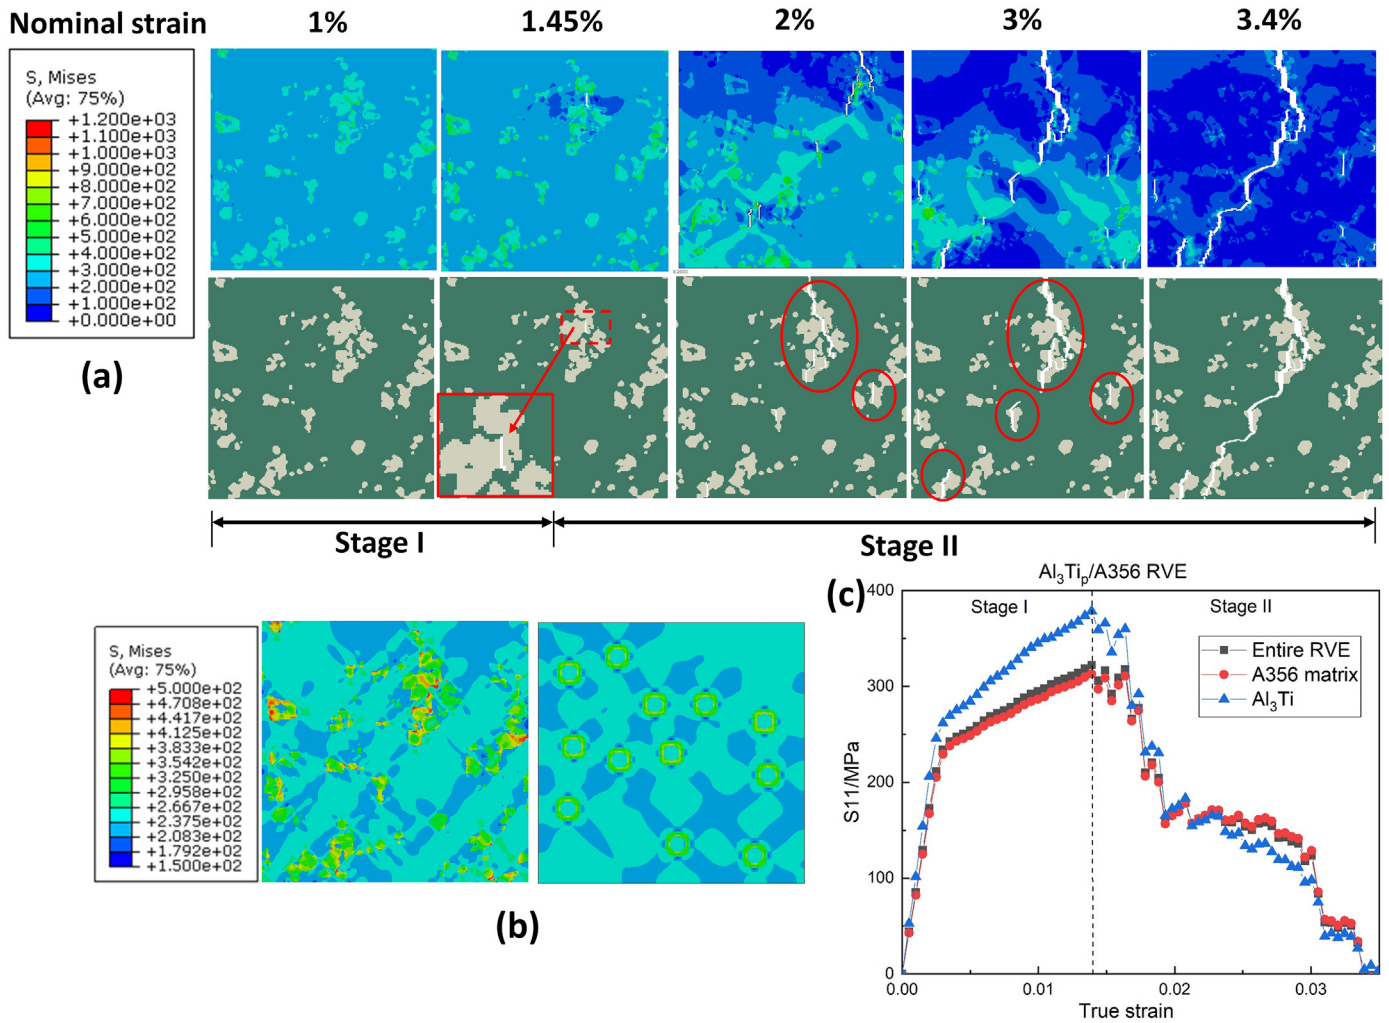 Nominal strain 1% 1.45% 2% 3% 3.4%
S, Mises
(Avg: 75%)
+1.200e+03
+1.100e+03
+1.000e+03
+9.000e+02
+8.000e+02
+7.000e+02
+6.000e+02
+5.000e+02
+4.000e+02
+3.000e+02
+2.000e+02
+1.000e+02
+0.000e+00
(a)
Stage I
Stage II
S, Mises
(Avg: 75%)
+5.000e+02
+4.708e+02
+4.417e+02
+4.125e+02
+3.833e+02
+3.542e+02
+3.250e+02
+2.958e+02
+2.667e+02
+2.375e+02
+2.083e+02
+1.792e+02
+1.500e+02
(b)
(c)
Al₃Tiₚ/A356 RVE
Stage I
Stage II
Entire RVE
A356 matrix
Al₃Ti
S11/MPa
400
300
200
100
0
0.00 0.01 0.02 0.03
True strain